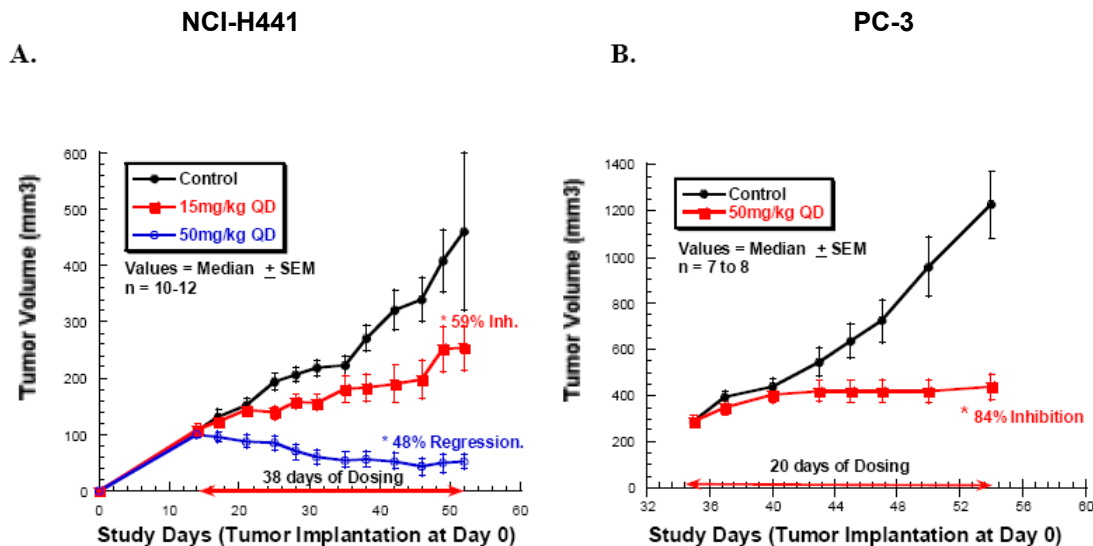 NCI-H441
PC-3
A.
B.
Tumor Volume (mm3)
600
500
400
300
200
100
0
Control
15mg/kg QD
50mg/kg QD
Values = Median ± SEM
n = 10-12
* 59% Inh.
* 48% Regression.
38 days of Dosing
0
10
20
30
40
50
60
Study Days (Tumor Implantation at Day 0)
Tumor Volume (mm3)
1400
1200
1000
800
600
400
200
0
Control
50mg/kg QD
Values = Median ± SEM
n = 7 to 8
* 84% Inhibition
20 days of Dosing
32
36
40
44
48
52
56
60
Study Days (Tumor Implantation at Day 0)